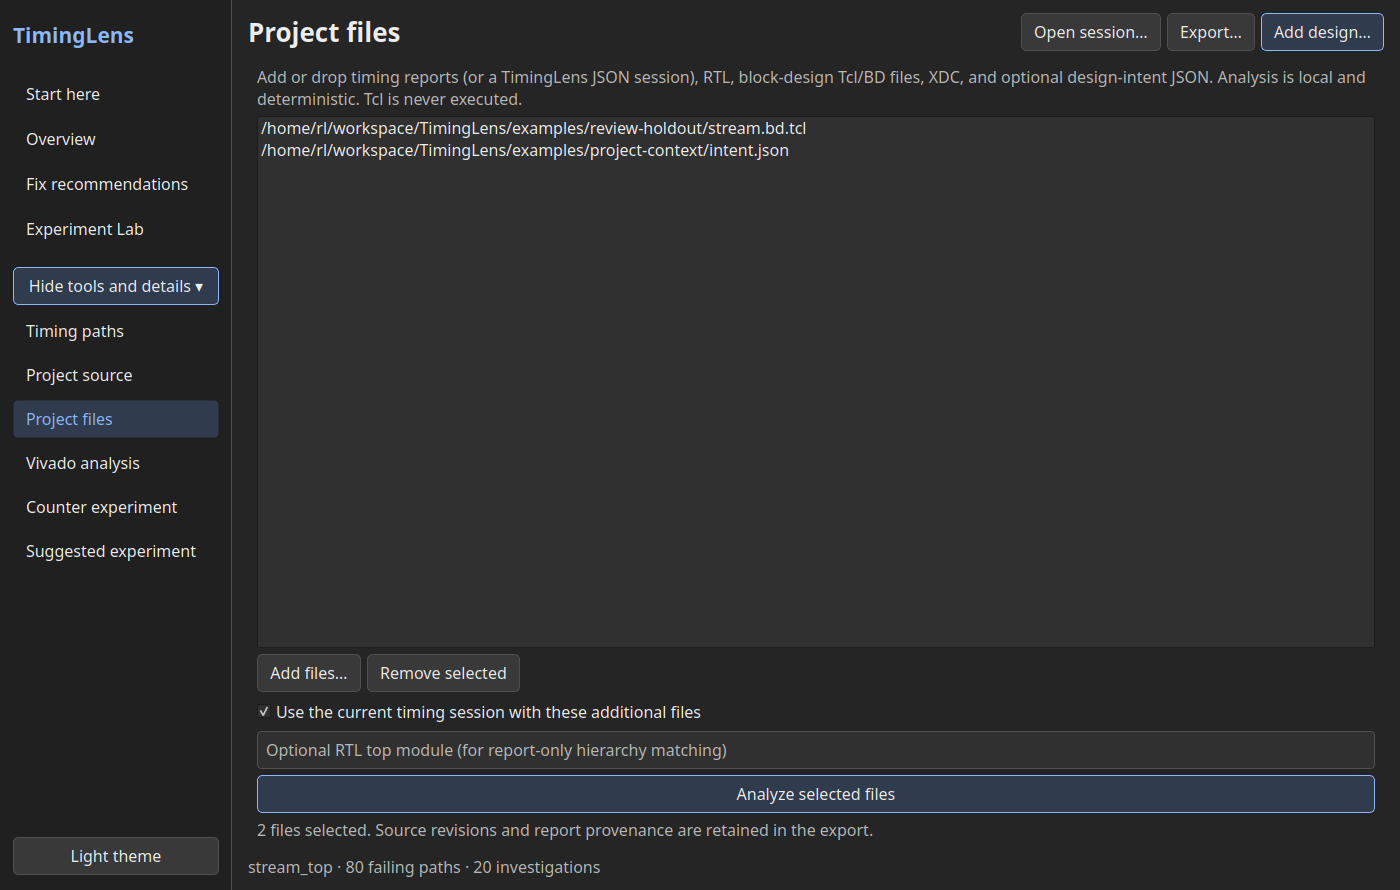 TimingLens
Start here
Overview
Fix recommendations
Experiment Lab
Hide tools and details ▾
Timing paths
Project source
Project files
Vivado analysis
Counter experiment
Suggested experiment
Light theme
Project files
Open session...
Export...
Add design...
Add or drop timing reports (or a TimingLens JSON session), RTL, block-design Tcl/BD files, XDC, and optional design-intent JSON. Analysis is local and
deterministic. Tcl is never executed.
/home/rl/workspace/TimingLens/examples/review-holdout/stream.bd.tcl
/home/rl/workspace/TimingLens/examples/project-context/intent.json
Add files...
Remove selected
Use the current timing session with these additional files
Optional RTL top module (for report-only hierarchy matching)
Analyze selected files
2 files selected. Source revisions and report provenance are retained in the export.
stream_top · 80 failing paths · 20 investigations